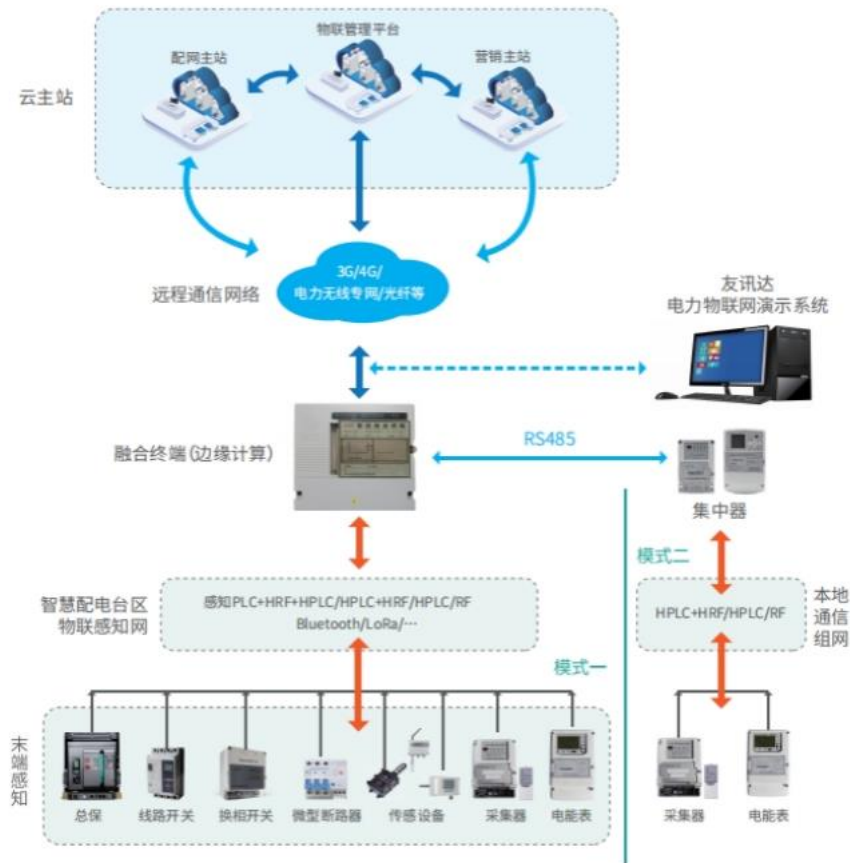 物联管理平台
配网主站
营销主站
云主站
3G/4G/
电力无线专网/光纤等
远程通信网络
友讯达
电力物联网演示系统
融合终端(边缘计算)
RS485
集中器
模式二
智慧配电台区
物联感知网
感知PLC+HRF+HPLC/HPLC+HRF/HPLC/RF
Bluetooth/LoRa/…
HPLC+HRF/HPLC/RF
本地
通信
组网
模式一
末端感知
总保
线路开关
换相开关
微型断路器
传感设备
采集器
电能表
采集器
电能表